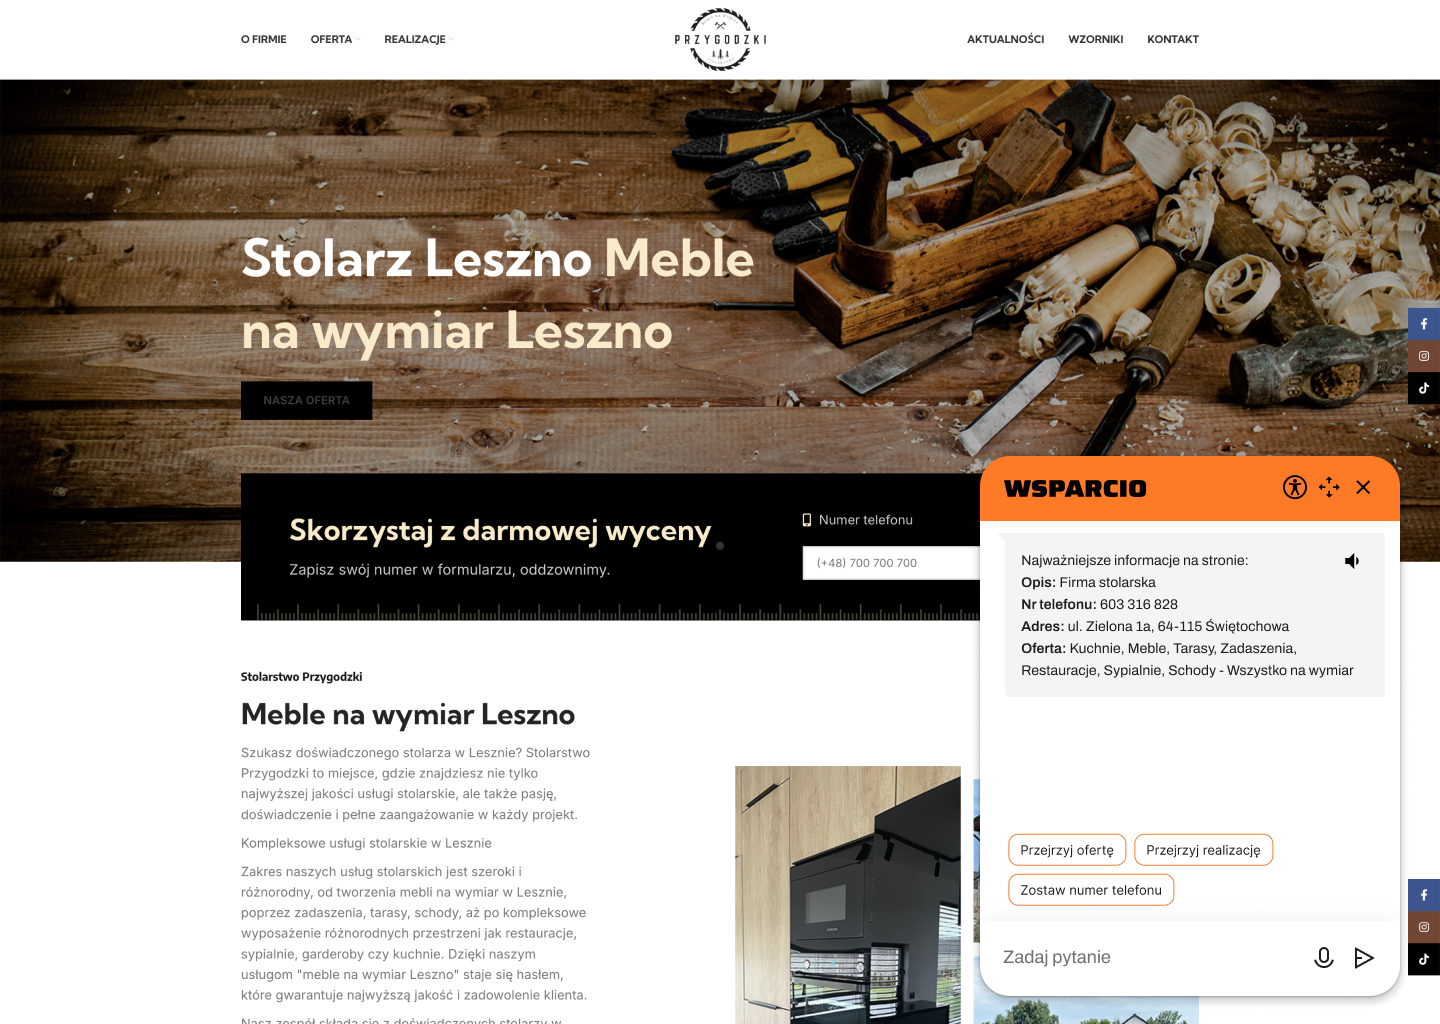 O FIRMIE
OFERTA
REALIZACJE
PRZYGODZKI
AKTUALNOŚCI
WZORNIKI
KONTAKT
Stolarz Leszno Meble
na wymiar Leszno
NASZA OFERTA
Skorzystaj z darmowej wyceny
Zapisz swój numer w formularzu, oddzownimy.
Numer telefonu
(+48) 700 700 700
Stolarstwo Przygodzki
Meble na wymiar Leszno
Szukasz doświadczonego stolarza w Lesznie? Stolarstwo
Przygodzki to miejsce, gdzie znajdziesz nie tylko
najwyższej jakości usługi stolarskie, ale także pasję,
doświadczenie i pełne zaangażowanie w każdy projekt.
Kompleksowe usługi stolarskie w Lesznie
Zakres naszych usług stolarskich jest szeroki i
różnorodny, od tworzenia mebli na wymiar w Lesznie,
poprzez zadaszenia, tarasy, schody, aż po kompleksowe
wyposażenie różnorodnych przestrzeni jak restauracje,
sypialnie, garderoby czy kuchnie. Dzięki naszym
usługom "meble na wymiar Leszno" staje się hasłem,
które gwarantuje najwyższą jakość i zadowolenie klienta.
Nasz zespół składa się z doświadczonych stolarzy w
WSPARCIO
Najważniejsze informacje na stronie:
Opis: Firma stolarska
Nr telefonu: 603 316 828
Adres: ul. Zielona 1a, 64-115 Świętochowa
Oferta: Kuchnie, Meble, Tarasy, Zadaszenia,
Restauracje, Sypialnie, Schody - Wszystko na wymiar
Przejrzyj ofertę
Przejrzyj realizację
Zostaw numer telefonu
Zadaj pytanie